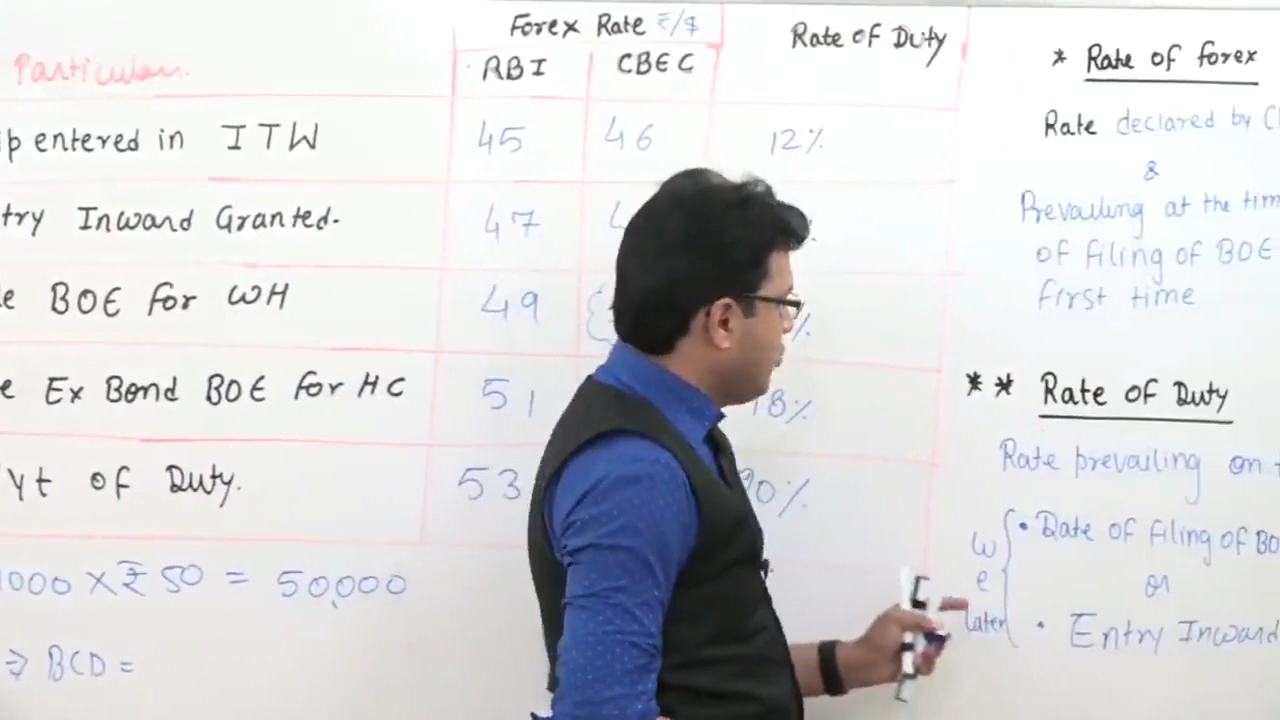 Forex Rate ₹/$
Particulars.
RBI
CBEC
Rate Of Duty
p entered in ITW
45
46
12%
try Inward Granted.
47
4
e BOE for WH
49
%
e Ex Bond BOE for HC
51
18%
yt of Duty.
53
20%
1000 × ₹ 50 = 50,000
⇒ BCD =
* Rate of forex
Rate declared by C
&
Prevailing at the tim
of filing of BOE
first time
** Rate Of Duty
Rate prevailing on
w
e
later
• Date of filing of BO
or
• Entry Inward